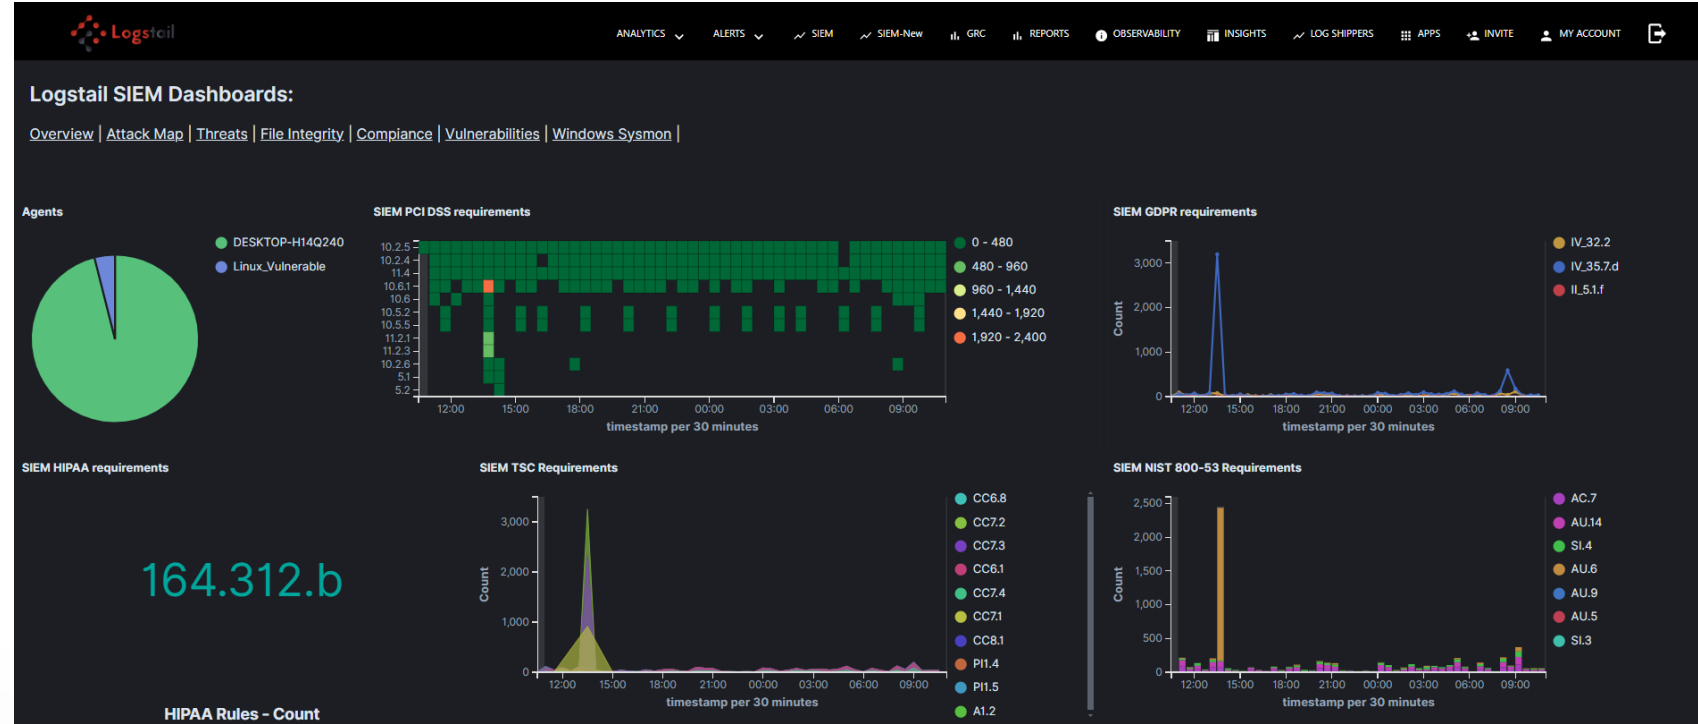 Logstail
ANALYTICS ALERTS SIEM SIEM-New GRC REPORTS OBSERVABILITY INSIGHTS LOG SHIPPERS APPS INVITE MY ACCOUNT
Logstail SIEM Dashboards:
Overview | Attack Map | Threats | File Integrity | Compiance | Vulnerabilities | Windows Sysmon |
Agents
DESKTOP-H14Q240
Linux_Vulnerable
SIEM PCI DSS requirements
10.2.5
10.2.4
11.4
10.6.1
10.6
10.5.2
10.5.5
11.2.1
11.2.3
10.2.6
5.1
5.2
12:00 15:00 18:00 21:00 00:00 03:00 06:00 09:00
timestamp per 30 minutes
0 - 480
480 - 960
960 - 1,440
1,440 - 1,920
1,920 - 2,400
SIEM GDPR requirements
Count
3,000
2,000
1,000
0
12:00 15:00 18:00 21:00 00:00 03:00 06:00 09:00
timestamp per 30 minutes
IV_32.2
IV_35.7.d
II_5.1.f
SIEM HIPAA requirements
164.312.b
HIPAA Rules - Count
SIEM TSC Requirements
Count
3,000
2,000
1,000
0
12:00 15:00 18:00 21:00 00:00 03:00 06:00 09:00
timestamp per 30 minutes
CC6.8
CC7.2
CC7.3
CC6.1
CC7.4
CC7.1
CC8.1
PI1.4
PI1.5
A1.2
SIEM NIST 800-53 Requirements
Count
2,500
2,000
1,500
1,000
500
0
12:00 15:00 18:00 21:00 00:00 03:00 06:00 09:00
timestamp per 30 minutes
AC.7
AU.14
SI.4
AU.6
AU.9
AU.5
SI.3